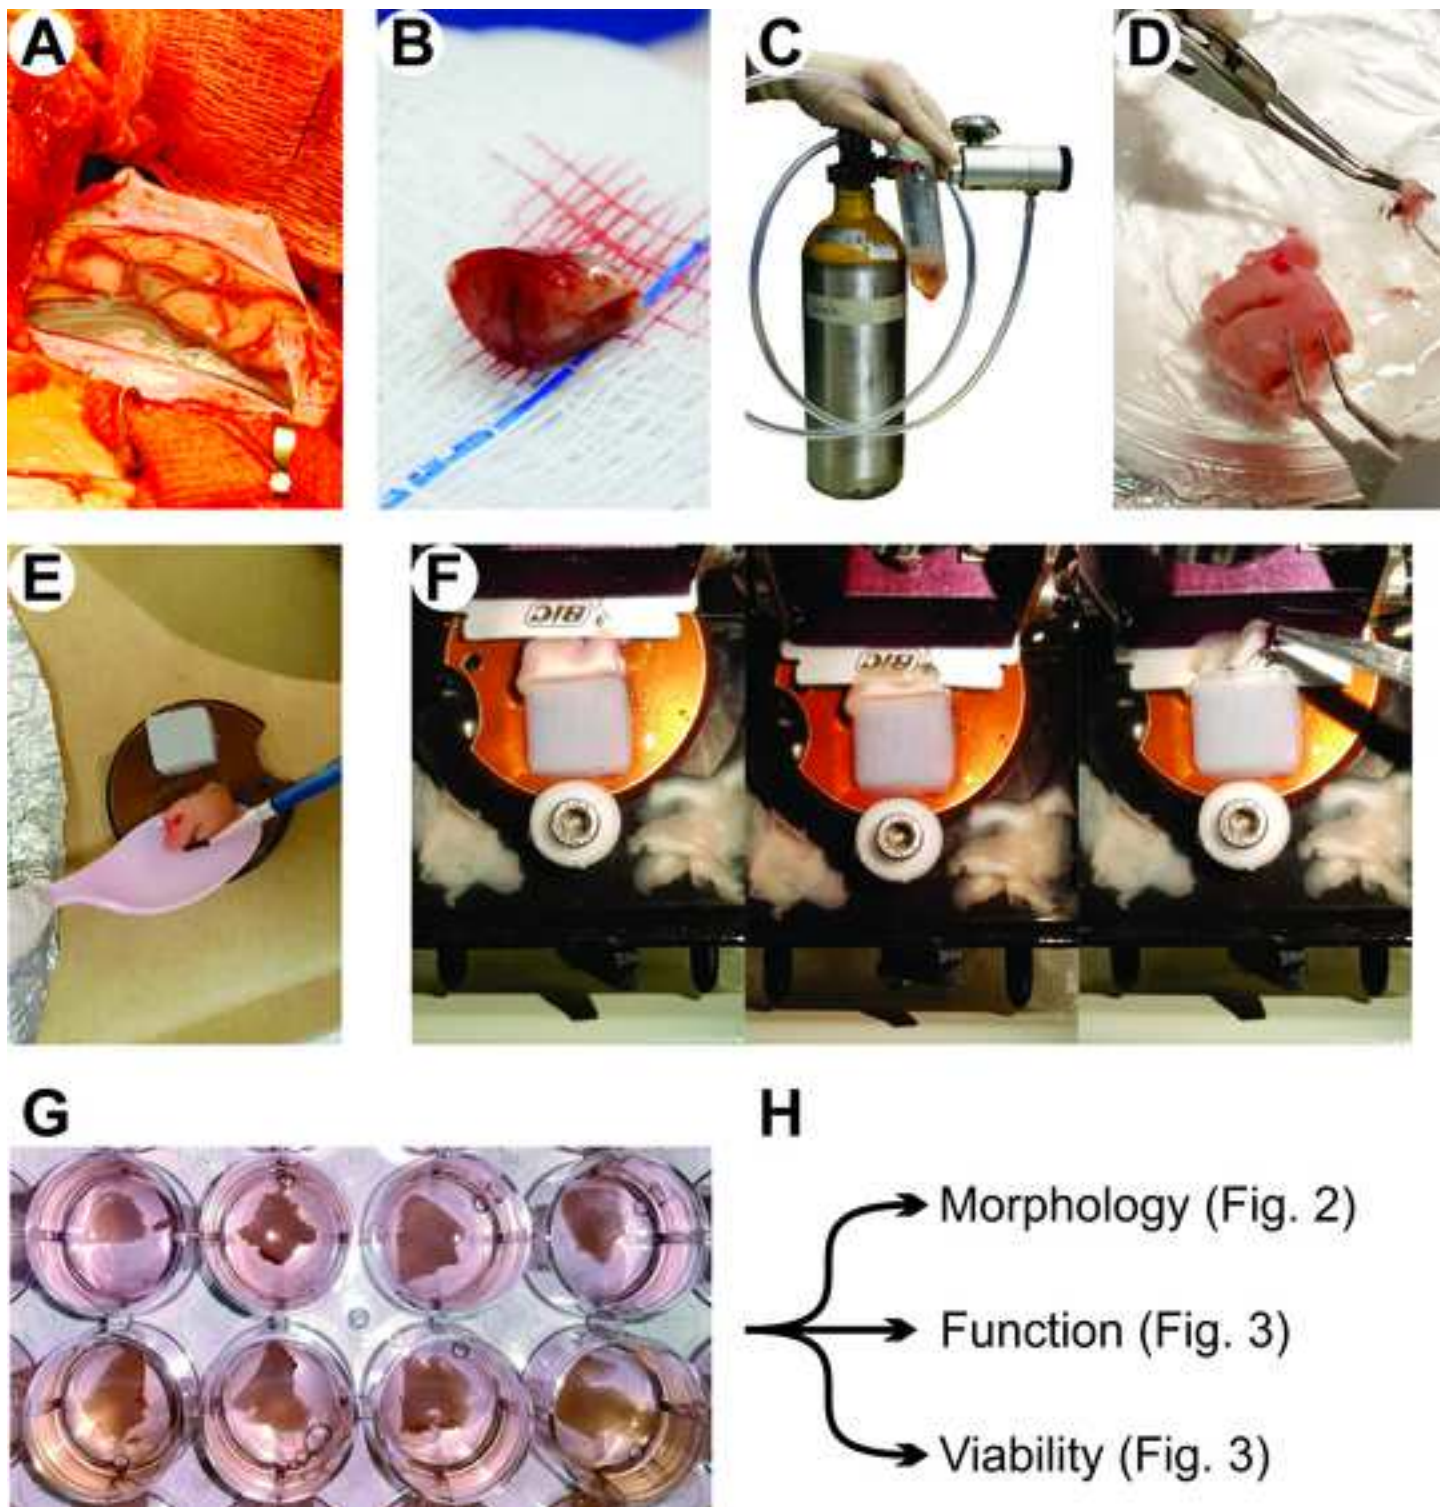 A
B
C
D
E
F
BIC
BIC
G
H
Morphology (Fig. 2)
Function (Fig. 3)
Viability (Fig. 3)